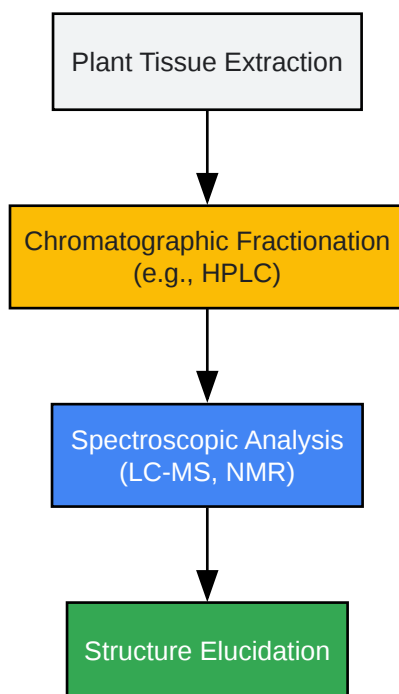 Plant Tissue Extraction
Chromatographic Fractionation
(e.g., HPLC)
Spectroscopic Analysis
(LC-MS, NMR)
Structure Elucidation